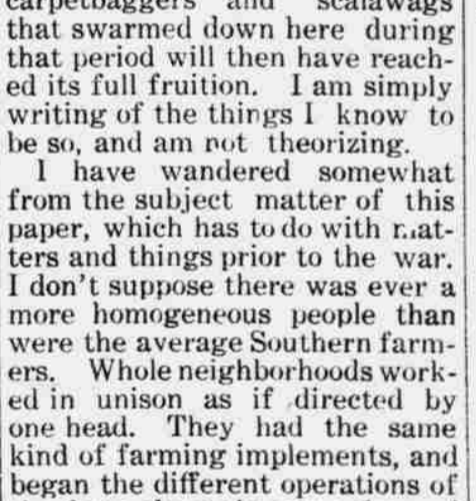 carpetbaggers and scalawags
that swarmed down here during
that period will then have reach-
ed its full fruition. I am simply
writing of the things I know to
be so, and am not theorizing.
I have wandered somewhat
from the subject matter of this
paper, which has to do with mat-
ters and things prior to the war.
I don't suppose there was ever a
more homogeneous people than
were the average Southern farm-
ers. Whole neighborhoods work-
ed in unison as if directed by
one head. They had the same
kind of farming implements, and
began the different operations of